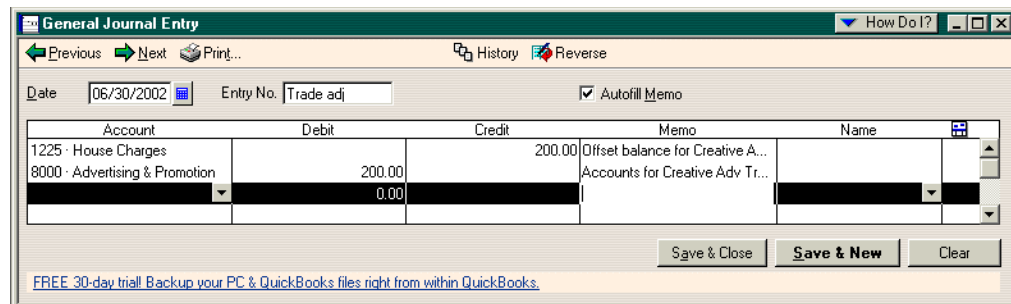 General Journal Entry How Do I?
Previous Next Print... History Reverse
Date 06/30/2002 Entry No. Trade adj Autofill Memo
Account Debit Credit Memo Name
1225 · House Charges 200.00 Offset balance for Creative A...
8000 · Advertising & Promotion 200.00 Accounts for Creative Adv Tr...
0.00
Save & Close Save & New Clear
FREE 30-day trial! Backup your PC & QuickBooks files right from within QuickBooks.